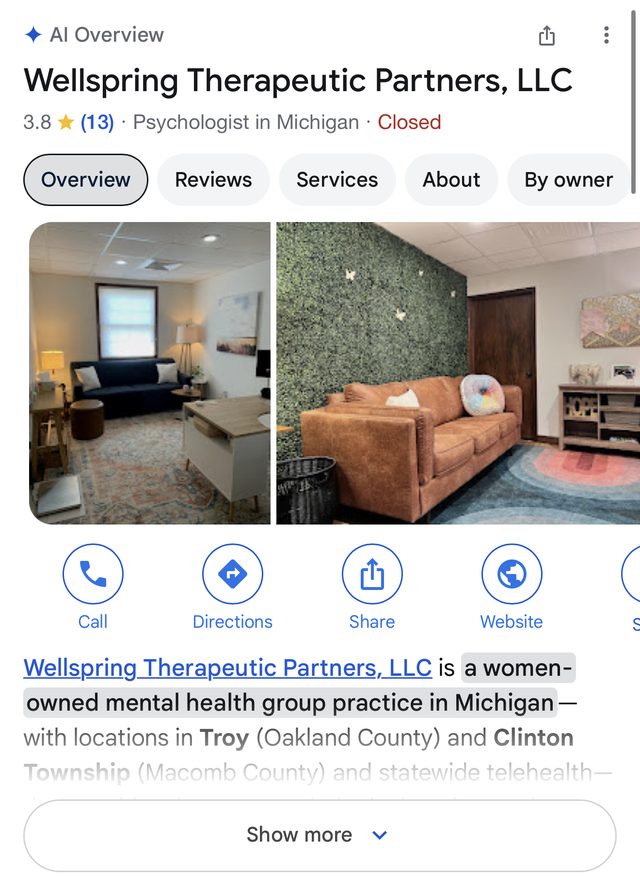 AI Overview
Wellspring Therapeutic Partners, LLC
3.8 ★ (13) · Psychologist in Michigan · Closed
Overview Reviews Services About By owner
Call Directions Share Website S
Wellspring Therapeutic Partners, LLC is a women-
owned mental health group practice in Michigan—
with locations in Troy (Oakland County) and Clinton
Township (Macomb County) and statewide telehealth—
Show more